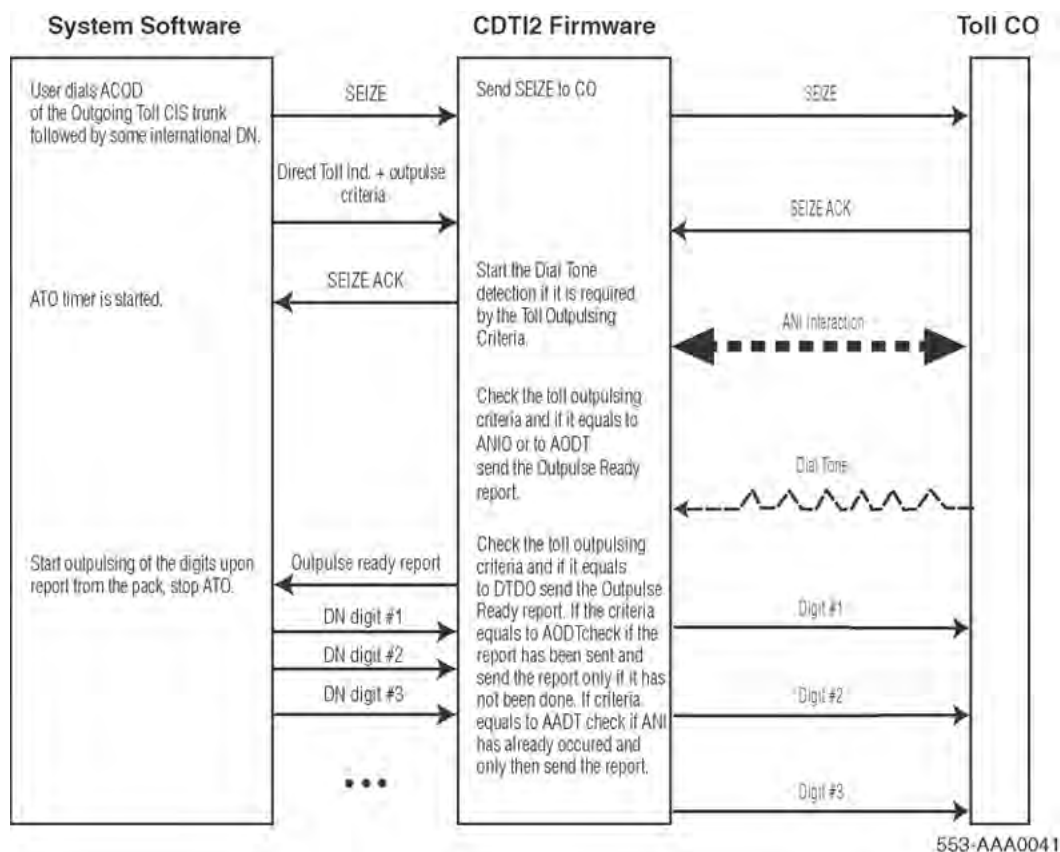 System Software
CDTI2 Firmware
Toll CO
User dials ACOD
of the Outgoing Toll CIS trunk
followed by some international DN.
SEIZE
Send SEIZE to CO
SEIZE
Direct Toll Ind. + outpulse
criteria
SEIZE ACK
ATO timer is started.
SEIZE ACK
Start the Dial Tone
detection if it is required
by the Toll Outpulsing
Criteria.
ANI Interaction
Check the toll outpulsing
criteria and if it equals to
ANIO or to AODT
send the Outpulse Ready
report.
Dial Tone
Start outpulsing of the digits upon
report from the pack, stop ATO.
Outpulse ready report
Check the toll outpulsing
criteria and if it equals
to DTDO send the Outpulse
Ready report. If the criteria
equals to AODTcheck if the
report has been sent and
send the report only if it has
not been done. If criteria
equals to AADT check if ANI
has already occured and
only then send the report.
DN digit #1
DN digit #2
DN digit #3
Digit #1
Digit #2
Digit #3
553-AAA0041